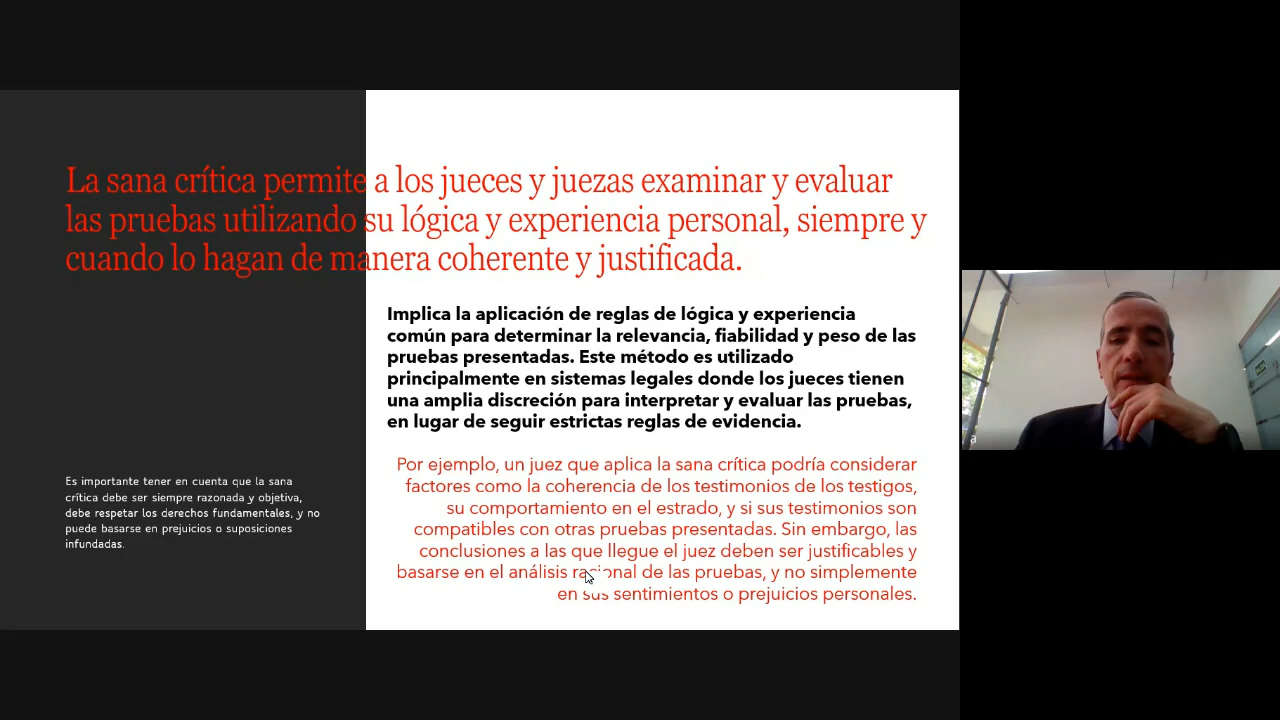 La sana crítica permite a los jueces y juezas examinar y evaluar
las pruebas utilizando su lógica y experiencia personal, siempre y
cuando lo hagan de manera coherente y justificada.
Implica la aplicación de reglas de lógica y experiencia
común para determinar la relevancia, fiabilidad y peso de las
pruebas presentadas. Este método es utilizado
principalmente en sistemas legales donde los jueces tienen
una amplia discreción para interpretar y evaluar las pruebas,
en lugar de seguir estrictas reglas de evidencia.
Por ejemplo, un juez que aplica la sana crítica podría considerar
factores como la coherencia de los testimonios de los testigos,
su comportamiento en el estrado, y si sus testimonios son
compatibles con otras pruebas presentadas. Sin embargo, las
conclusiones a las que llegue el juez deben ser justificables y
basarse en el análisis racional de las pruebas, y no simplemente
en sus sentimientos o prejuicios personales.
Es importante tener en cuenta que la sana
crítica debe ser siempre razonada y objetiva,
debe respetar los derechos fundamentales, y no
puede basarse en prejuicios o suposiciones
infundadas.